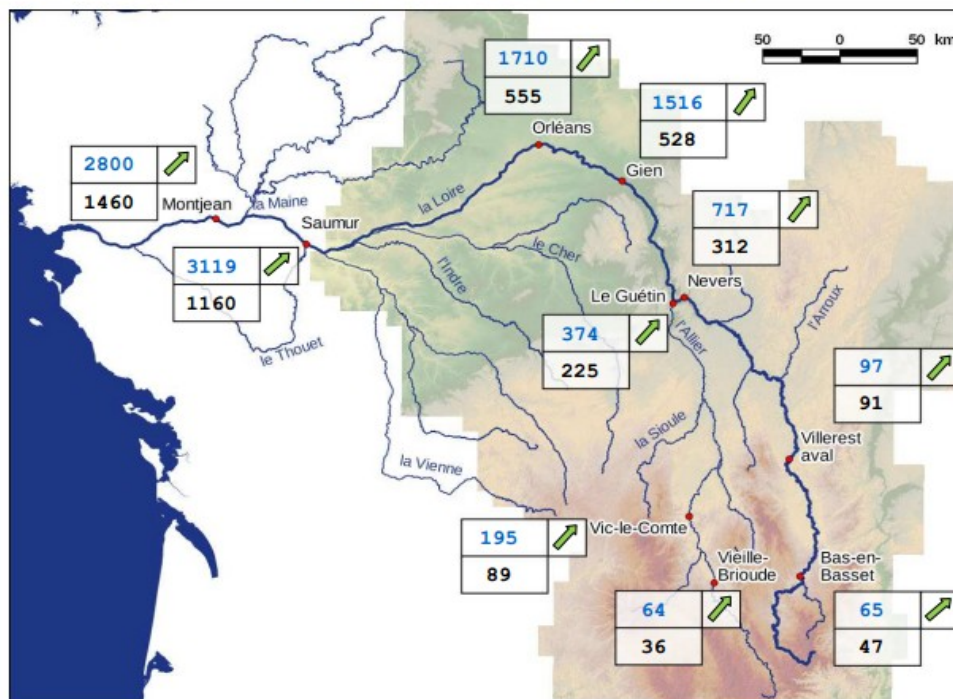 50 0 50 km
1710
555
Orléans
1516
528
Gien
2800
1460
Montjean
la Maine
Saumur
la Loire
717
312
Nevers
3119
1160
le Cher
l'Indre
Le Guétin
l'Allier
l'Arroux
le Thouet
374
225
97
91
Villerest
aval
la Sioule
la Vienne
195
89
Vic-le-Comte
Vieille-
Brioude
Bas-en-
Basset
64
36
65
47